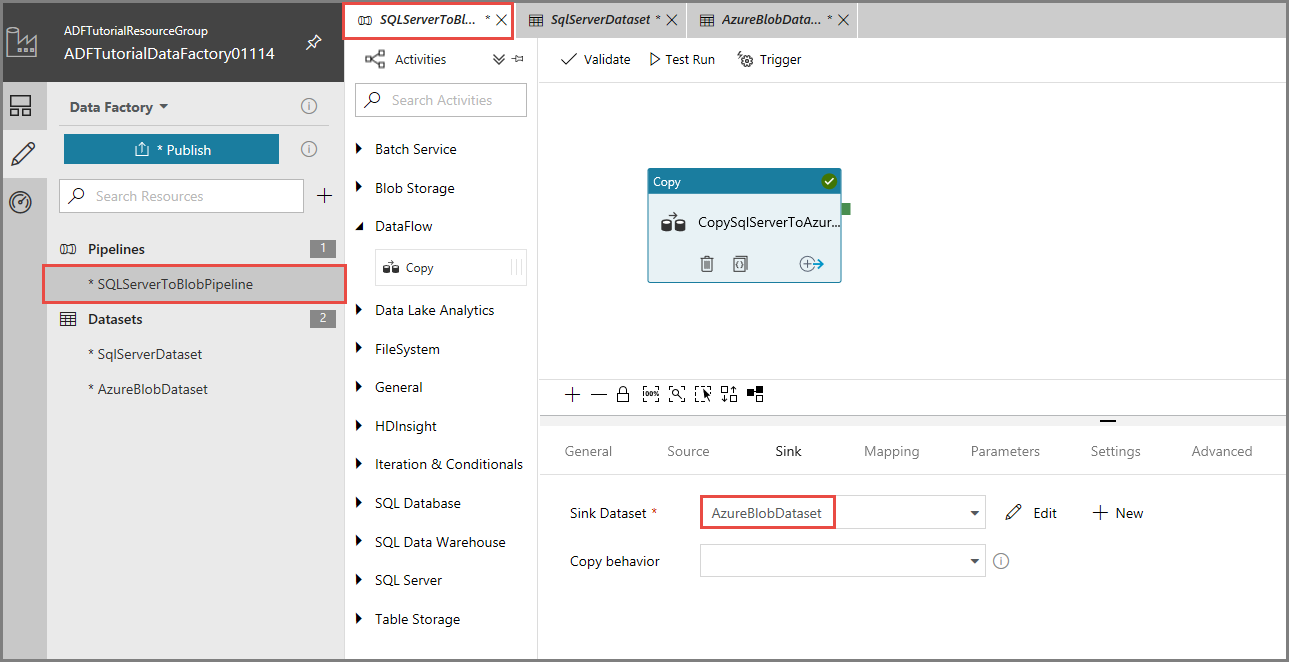 ADFTutorialResourceGroup
ADFTutorialDataFactory01114
Data Factory
* Publish
Search Resources
Pipelines 1
* SQLServerToBlobPipeline
Datasets 2
* SqlServerDataset
* AzureBlobDataset
SQLServerToBl... *
SqlServerDataset *
AzureBlobData... *
Activities
Search Activities
Batch Service
Blob Storage
DataFlow
Copy
Data Lake Analytics
FileSystem
General
HDInsight
Iteration & Conditionals
SQL Database
SQL Data Warehouse
SQL Server
Table Storage
Validate Test Run Trigger
Copy
CopySqlServerToAzur...
100%
General Source Sink Mapping Parameters Settings Advanced
Sink Dataset * AzureBlobDataset Edit New
Copy behavior